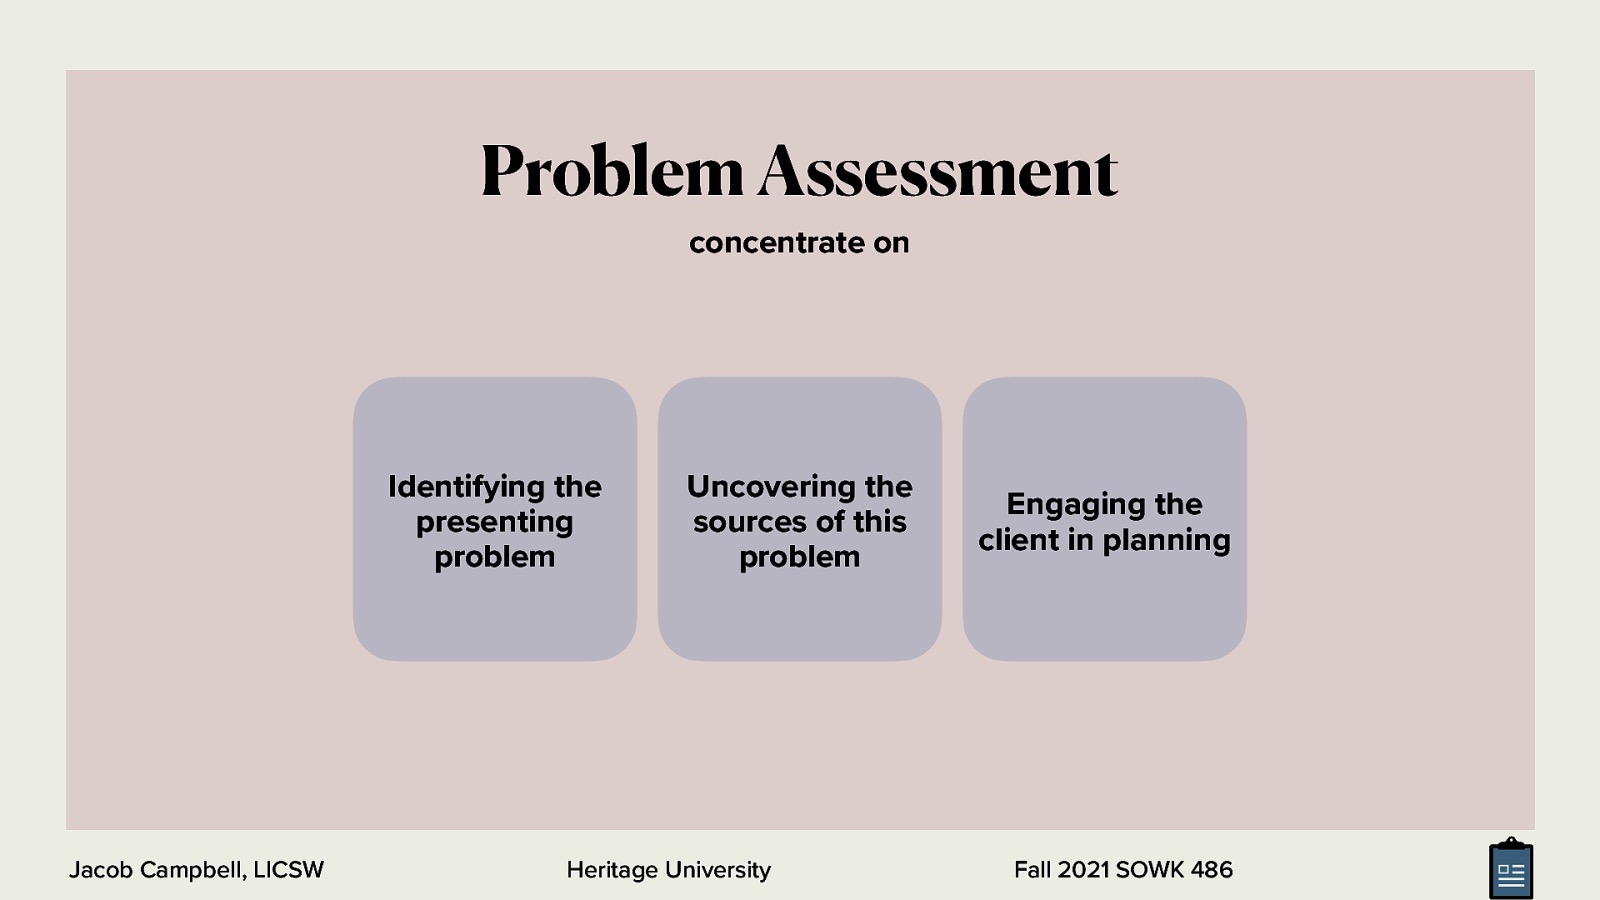 Problem Assessment
concentrate on
Identifying the
presenting
problem
Uncovering the
sources of this
problem
Engaging the
client in planning
Jacob Campbell, LICSW
Heritage University
Fall 2021 SOWK 486